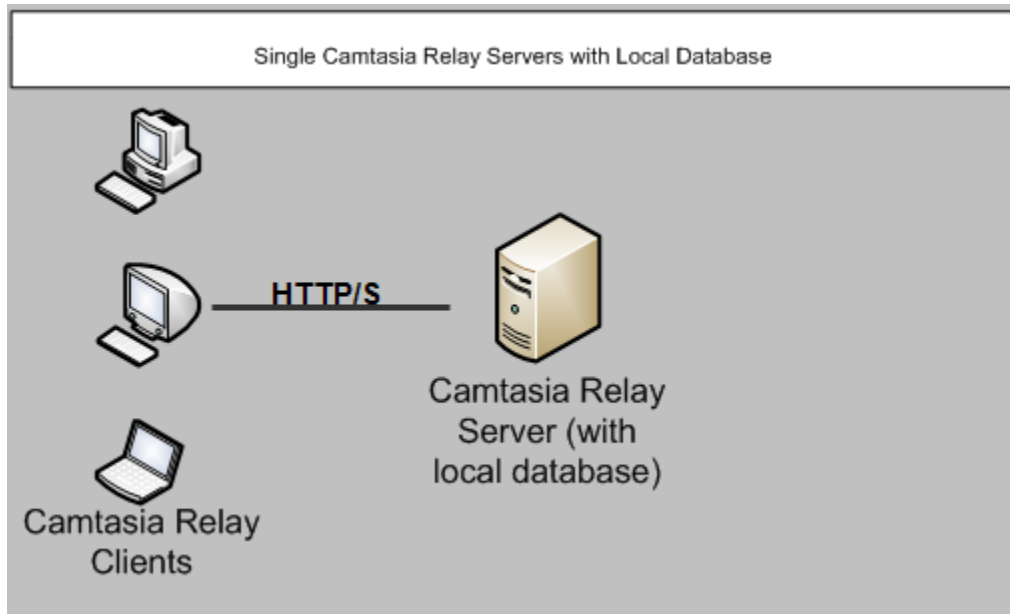 Single Camtasia Relay Servers with Local Database
HTTP/S
Camtasia Relay
Server (with
local database)
Camtasia Relay
Clients